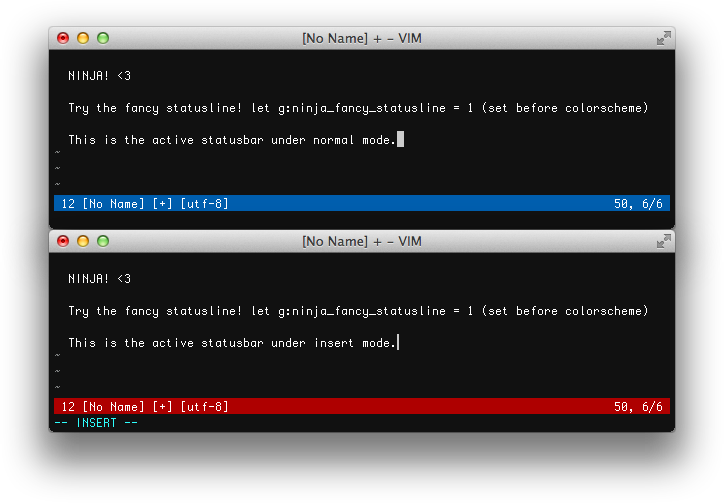 [No Name] + - VIM
NINJA! <3
Try the fancy statusline! let g:ninja_fancy_statusline = 1 (set before colorscheme)
This is the active statusbar under normal mode.
~
~
~
12 [No Name] [+] [utf-8] 50, 6/6
[No Name] + - VIM
NINJA! <3
Try the fancy statusline! let g:ninja_fancy_statusline = 1 (set before colorscheme)
This is the active statusbar under insert mode.
~
~
~
12 [No Name] [+] [utf-8] 50, 6/6
-- INSERT --